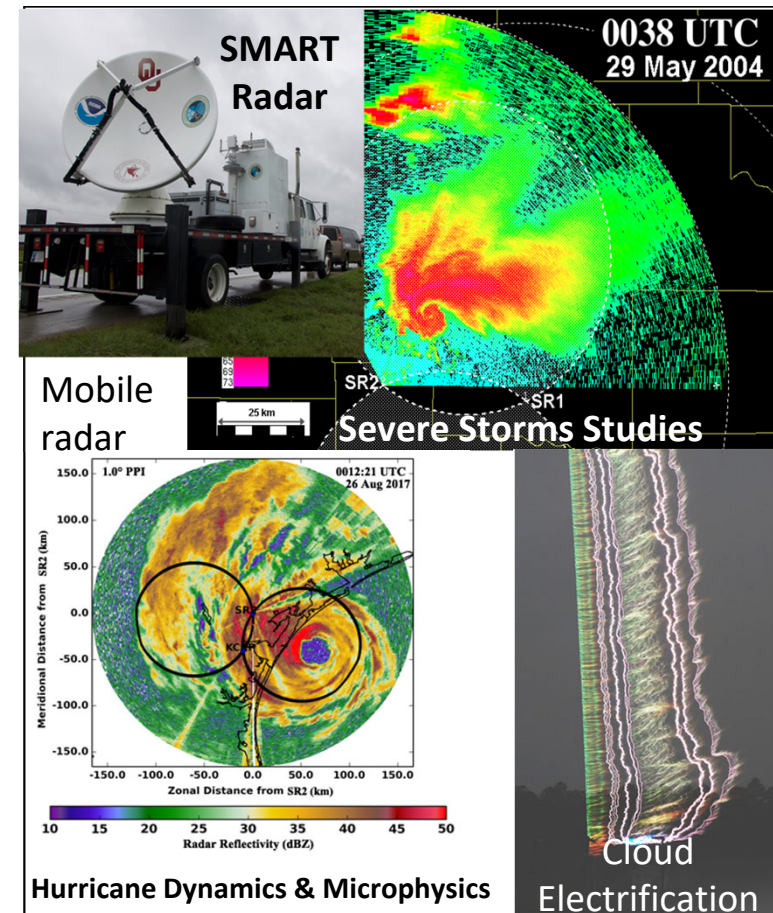 SMART
Radar
0038 UTC
29 May 2004
65
69
73
Mobile
radar
25 km
SR2
SR1
Severe Storms Studies
1.0° PPI
0012:21 UTC
26 Aug 2017
150.0
100.0
50.0
0.0
-50.0
-100.0
-150.0
Meridional Distance from SR2 (km)
SR2
-150.0 -100.0 -50.0 0.0 50.0 100.0 150.0
Zonal Distance from SR2 (km)
10 15 20 25 30 35 40 45 50
Radar Reflectivity (dBZ)
Hurricane Dynamics & Microphysics
Cloud
Electrification